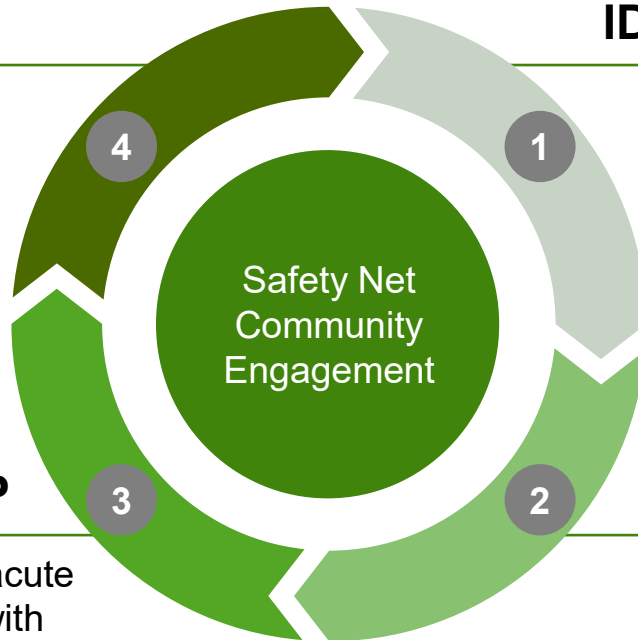 ID
4
1
Safety Net
Community
Engagement
P
3
2
acute
with